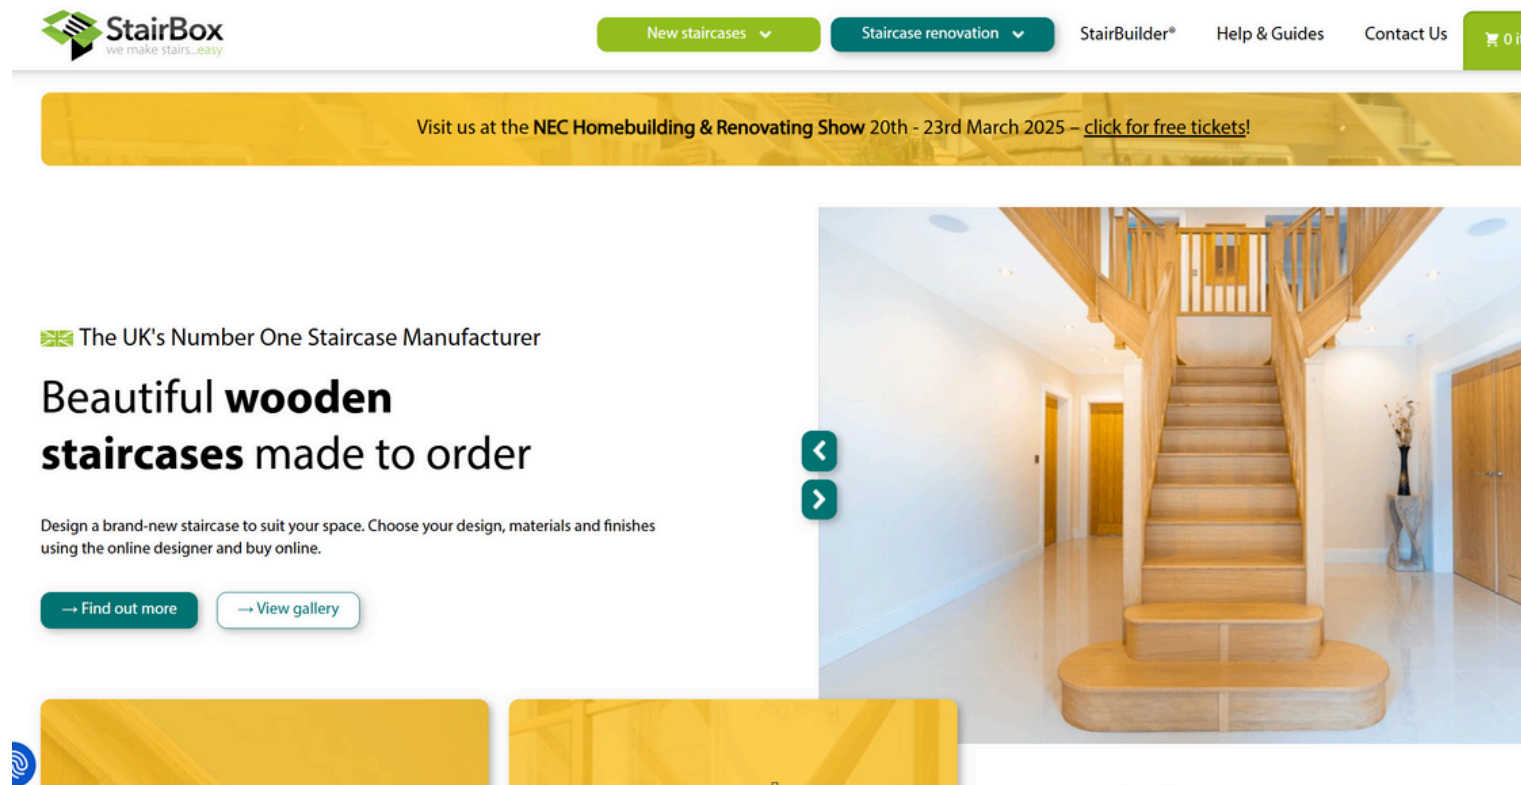 StairBox
we make stairs...easy
New staircases
Staircase renovation
StairBuilder®
Help & Guides
Contact Us
0
Visit us at the NEC Homebuilding & Renovating Show 20th - 23rd March 2025 – click for free tickets!
The UK's Number One Staircase Manufacturer
Beautiful wooden
staircases made to order
Design a brand-new staircase to suit your space. Choose your design, materials and finishes
using the online designer and buy online.
→ Find out more
→ View gallery